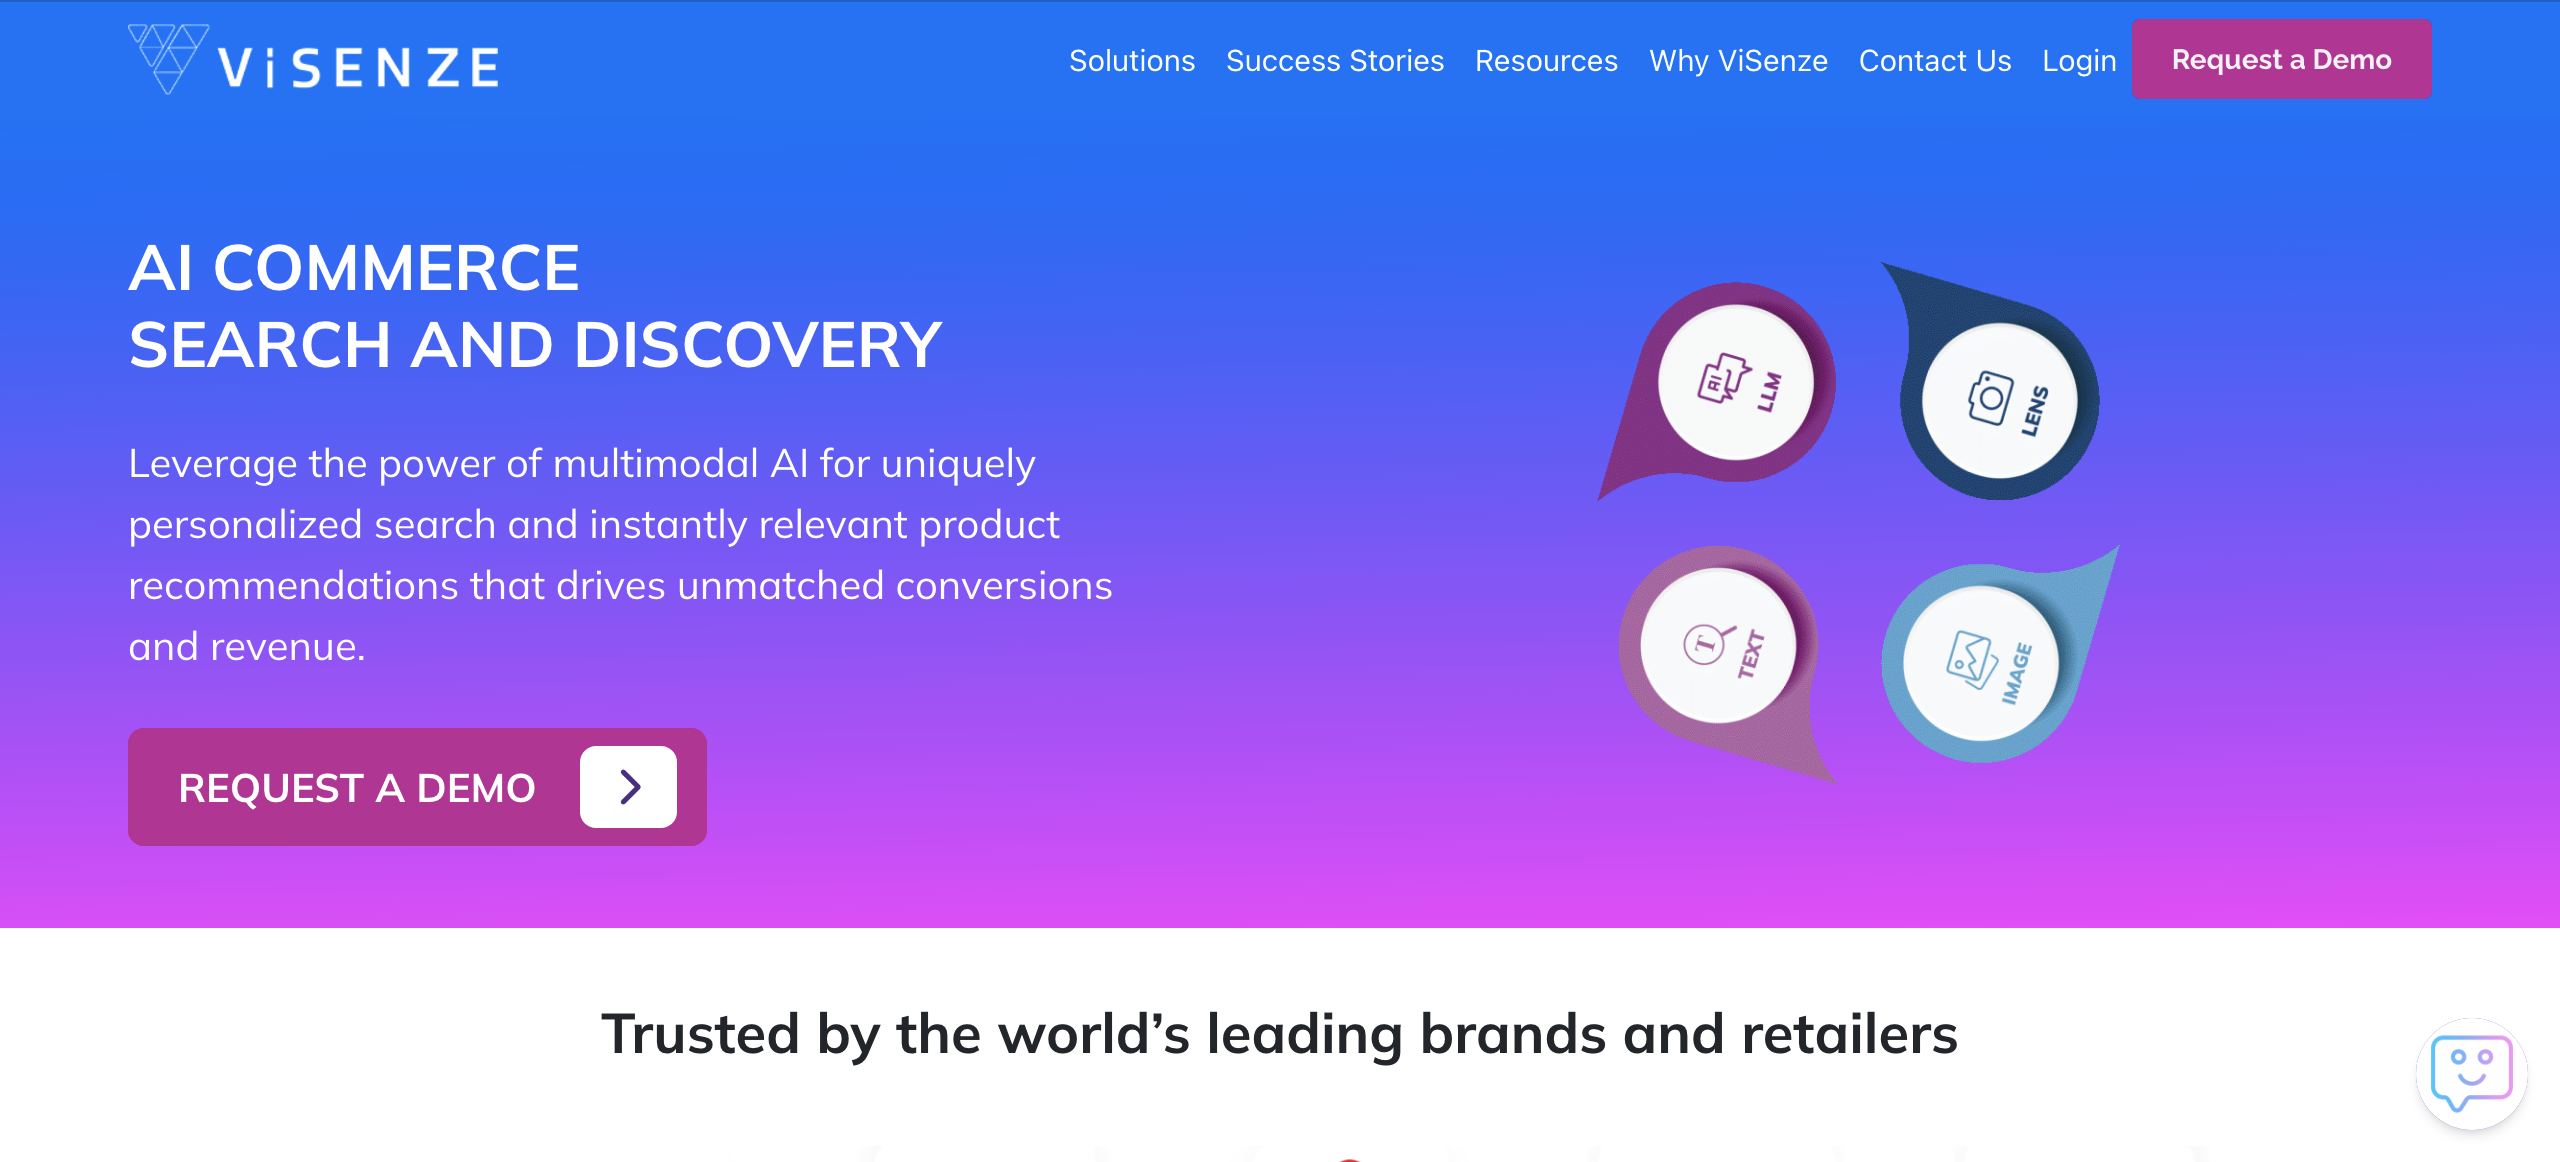 ViSENZE
Solutions
Success Stories
Resources
Why ViSenze
Contact Us
Login
Request a Demo
AI COMMERCE
SEARCH AND DISCOVERY
Leverage the power of multimodal AI for uniquely
personalized search and instantly relevant product
recommendations that drives unmatched conversions
and revenue.
REQUEST A DEMO
AI
LLM
LENS
T
TEXT
IMAGE
Trusted by the world’s leading brands and retailers